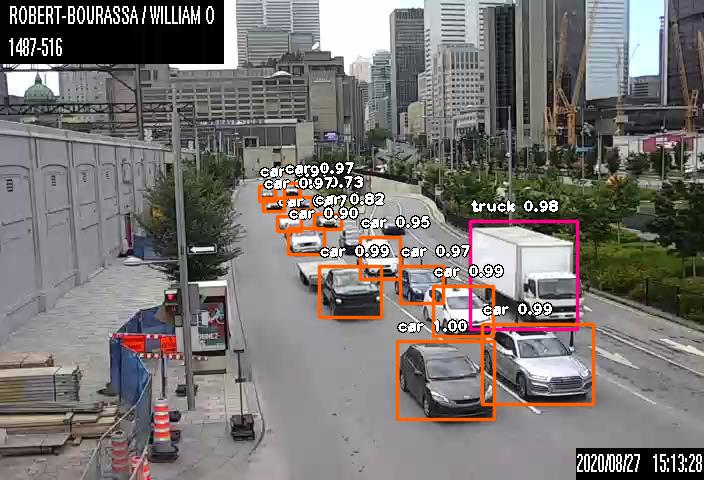 ROBERT-BOURASSA / WILLIAM O
1487-516
car 0.97
0.97
0.73
0.82
car 0.90
car 0.95
truck 0.98
car 0.99
car 0.97
car 0.99
car 0.99
car 1.00
2020/08/27 15:13:28